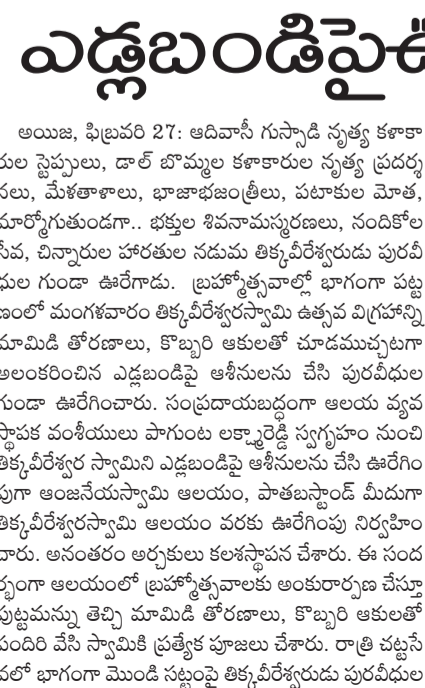 ఎడ్లబండిపై
అయిజ, ఫిబ్రవరి 27: ఆదివాసీ గుస్సాడి నృత్య కళాకా
రుల స్టెప్పులు, డాల్ బొమ్మల కళాకారుల నృత్య ప్రదర్శ
నలు, మేళతాళాలు, భాజాభజంత్రీలు, పటాకుల మోత,
మార్మోగుతుండగా.. భక్తుల శివనామస్మరణలు, నందికోల
సేవ, చిన్నారుల హారతుల నడుమ తిక్కవీరేశ్వరుడు పురవీ
ధుల గుండా ఊరేగాడు. బ్రహ్మోత్సవాల్లో భాగంగా పట్ట
ణంలో మంగళవారం తిక్కవీరేశ్వరస్వామి ఉత్సవ విగ్రహాన్ని
మామిడి తోరణాలు, కొబ్బరి ఆకులతో చూడముచ్చటగా
అలంకరించిన ఎడ్లబండిపై ఆశీనులను చేసి పురవీధుల
గుండా ఊరేగించారు. సంప్రదాయబద్ధంగా ఆలయ వ్యవ
స్థాపక వంశీయులు పాగుంట లక్ష్మారెడ్డి స్వగృహం నుంచి
తిక్కవీరేశ్వర స్వామిని ఎడ్లబండిపై ఆశీనులను చేసి ఊరేగిం
పుగా ఆంజనేయస్వామి ఆలయం, పాతబస్టాండ్ మీదుగా
తిక్కవీరేశ్వరస్వామి ఆలయం వరకు ఊరేగింపు నిర్వహిం
చారు. అనంతరం అర్చకులు కలశస్థాపన చేశారు. ఈ సంద
ర్భంగా ఆలయంలో బ్రహ్మోత్సవాలకు అంకురార్పణ చేస్తూ
పుట్టమన్ను తెచ్చి మామిడి తోరణాలు, కొబ్బరి ఆకులతో
పందిరి వేసి స్వామికి ప్రత్యేక పూజలు చేశారు. రాత్రి చట్టసే
వలో భాగంగా మొండి సట్టంపై తిక్కవీరేశ్వరుడు పురవీధుల